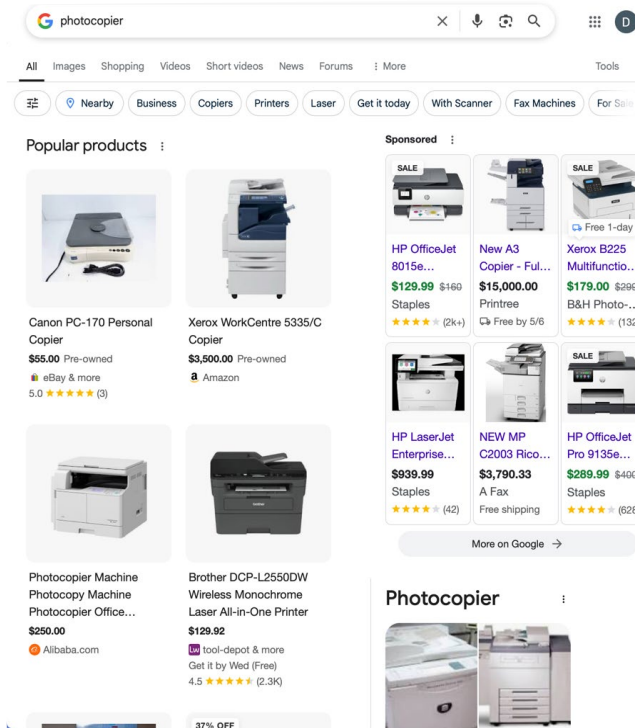 photocopier
D
All Images Shopping Videos Short videos News Forums More Tools
Nearby Business Copiers Printers Laser Get it today With Scanner Fax Machines For Sale
Popular products
Canon PC-170 Personal
Copier
$55.00 Pre-owned
eBay & more
5.0 ★★★★★ (3)
Xerox WorkCentre 5335/C
Copier
$3,500.00 Pre-owned
Amazon
Photocopier Machine
Photocopy Machine
Photocopier Office...
$250.00
Alibaba.com
brother
Brother DCP-L2550DW
Wireless Monochrome
Laser All-in-One Printer
$129.92
Lw tool-depot & more
Get it by Wed (Free)
4.5 ★★★★★ (2.3K)
37% OFF
Sponsored
SALE
HP OfficeJet
8015e...
$129.99 $160
Staples
★★★★★ (2k+)
New A3
Copier - Ful...
$15,000.00
Printree
Free by 5/6
SALE
Free 1-day
Xerox B225
Multifunctio...
$179.00 $299
B&H Photo-...
★★★★★ (132
HP LaserJet
Enterprise...
$939.99
Staples
★★★★★ (42)
NEW MP
C2003 Rico...
$3,790.33
A Fax
Free shipping
SALE
HP OfficeJet
Pro 9135e...
$289.99 $400
Staples
★★★★★ (628
More on Google →
Photocopier